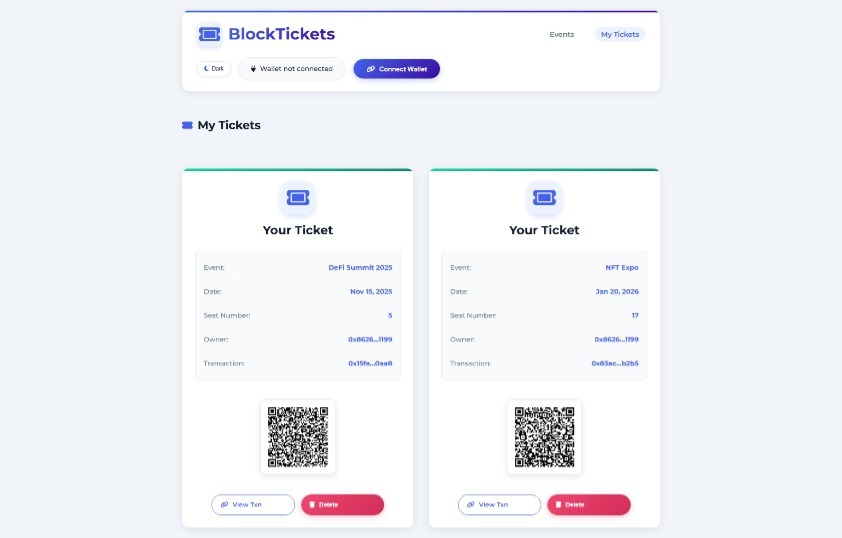 BlockTickets
Events
My Tickets
Dark
Wallet not connected
Connect Wallet
My Tickets
Your Ticket
Event: DeFi Summit 2025
Date: Nov 15, 2025
Seat Number: 5
Owner: 0x8626...1199
Transaction: 0x15fa...0aa8
View Txn
Delete
Your Ticket
Event: NFT Expo
Date: Jan 20, 2026
Seat Number: 17
Owner: 0x8626...1199
Transaction: 0x83ac...b2b5
View Txn
Delete